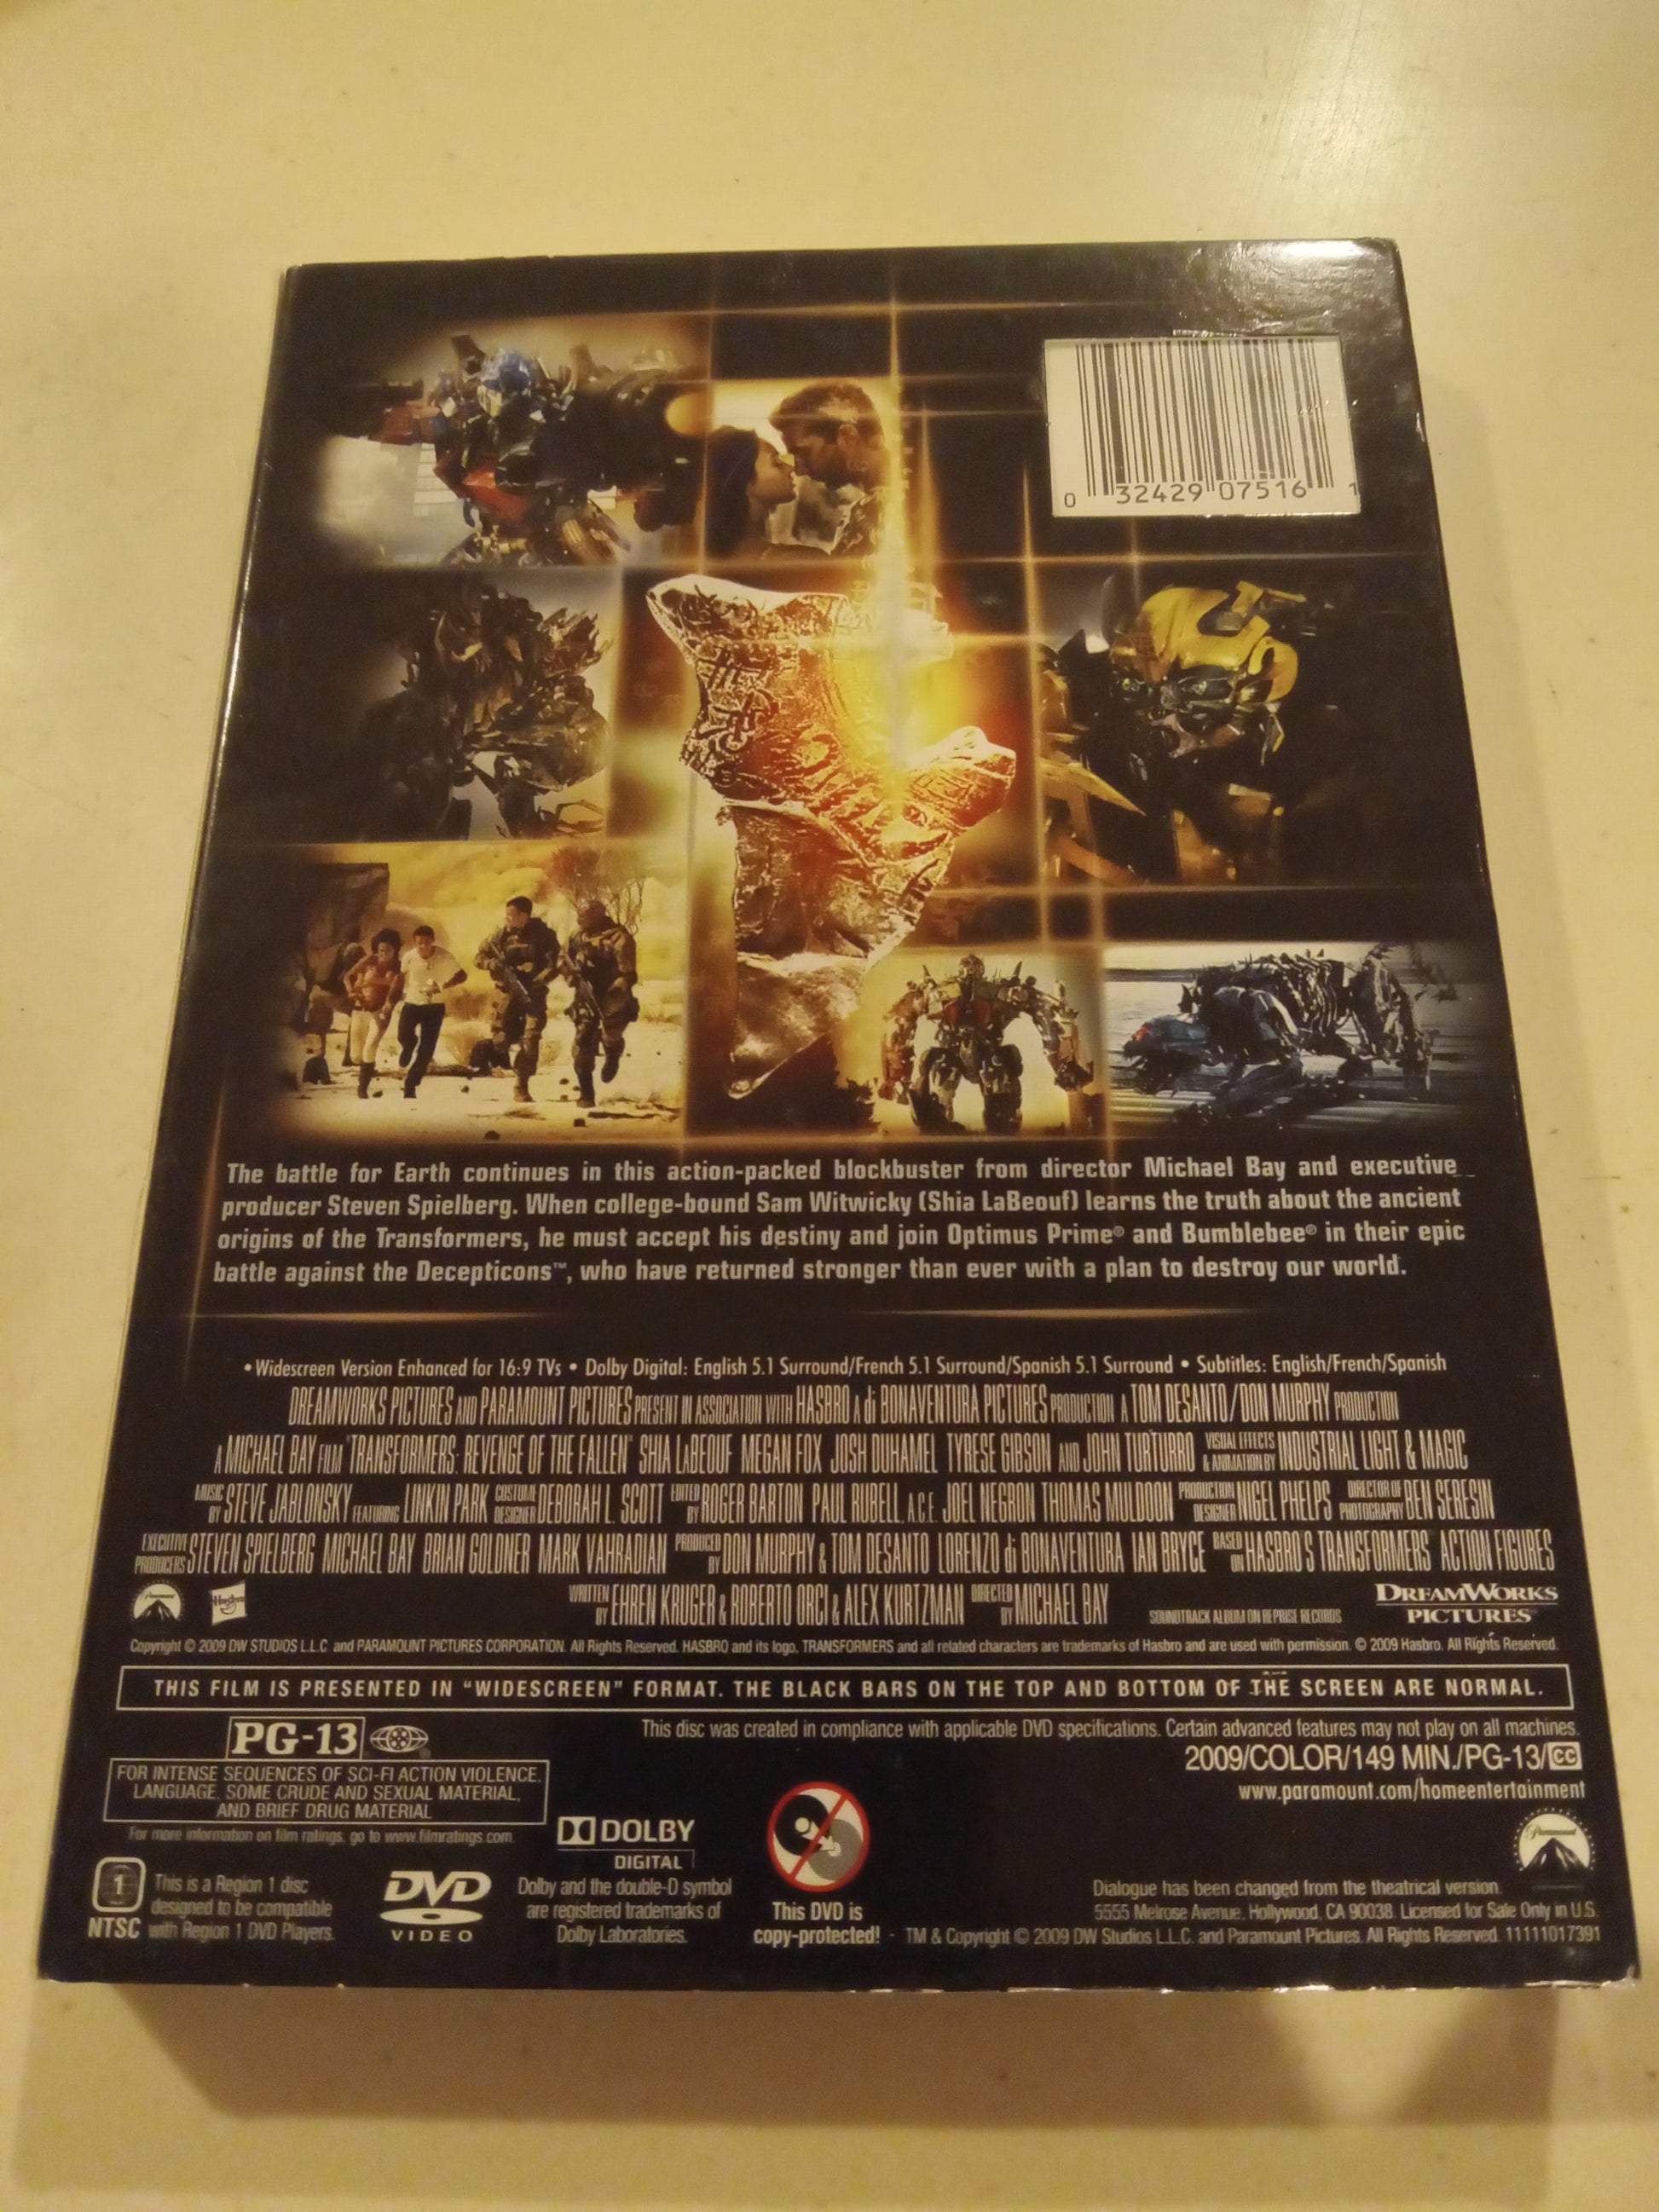 0 32429 07516 1
The battle for Earth continues in this action-packed blockbuster from director Michael Bay and executive
producer Steven Spielberg. When college-bound Sam Witwicky (Shia LaBeouf) learns the truth about the ancient
origins of the Transformers, he must accept his destiny and join Optimus Prime® and Bumblebee® in their epic
battle against the Decepticons™, who have returned stronger than ever with a plan to destroy our world.
• Widescreen Version Enhanced for 16:9 TVs • Dolby Digital: English 5.1 Surround/French 5.1 Surround/Spanish 5.1 Surround • Subtitles: English/French/Spanish
DREAMWORKS PICTURES AND PARAMOUNT PICTURES PRESENT IN ASSOCIATION WITH HASBRO A di BONAVENTURA PICTURES PRODUCTION A TOM DESANTO/DON MURPHY PRODUCTION
A MICHAEL BAY FILM "TRANSFORMERS: REVENGE OF THE FALLEN" SHIA LABEOUF MEGAN FOX JOSH DUHAMEL TYRESE GIBSON AND JOHN TURTURRO VISUAL EFFECTS & ANIMATION BY INDUSTRIAL LIGHT & MAGIC
MUSIC BY STEVE JABLONSKY FEATURING LINKIN PARK COSTUME DESIGNER DEBORAH L. SCOTT EDITED BY ROGER BARTON PAUL RUBELL, A.C.E. JOEL NEGRON THOMAS MULDOON PRODUCTION DESIGNER NIGEL PHELPS DIRECTOR OF PHOTOGRAPHY BEN SERESIN
EXECUTIVE PRODUCERS STEVEN SPIELBERG MICHAEL BAY BRIAN GOLDNER MARK VAHRADIAN PRODUCED BY DON MURPHY & TOM DESANTO LORENZO di BONAVENTURA IAN BRYCE BASED ON HASBRO'S TRANSFORMERS™ ACTION FIGURES
Paramount Hasbro WRITTEN BY EHREN KRUGER & ROBERTO ORCI & ALEX KURTZMAN DIRECTED BY MICHAEL BAY SOUNDTRACK ALBUM ON REPRISE RECORDS DREAMWORKS PICTURES
Copyright © 2009 DW STUDIOS L.L.C. and PARAMOUNT PICTURES CORPORATION. All Rights Reserved. HASBRO and its logo, TRANSFORMERS and all related characters are trademarks of Hasbro and are used with permission. © 2009 Hasbro. All Rights Reserved.
THIS FILM IS PRESENTED IN "WIDESCREEN" FORMAT. THE BLACK BARS ON THE TOP AND BOTTOM OF THE SCREEN ARE NORMAL.
PG-13
FOR INTENSE SEQUENCES OF SCI-FI ACTION VIOLENCE,
LANGUAGE, SOME CRUDE AND SEXUAL MATERIAL,
AND BRIEF DRUG MATERIAL
For more information on film ratings, go to www.filmratings.com.
This disc was created in compliance with applicable DVD specifications. Certain advanced features may not play on all machines.
2009/COLOR/149 MIN./PG-13/CC
www.paramount.com/homeentertainment
1
NTSC
This is a Region 1 disc
designed to be compatible
with Region 1 DVD Players.
DVD
VIDEO
DOLBY
DIGITAL
Dolby and the double-D symbol
are registered trademarks of
Dolby Laboratories.
This DVD is
copy-protected!
Paramount
Dialogue has been changed from the theatrical version.
5555 Melrose Avenue, Hollywood, CA 90038. Licensed for Sale Only in U.S.
TM & Copyright © 2009 DW Studios L.L.C. and Paramount Pictures. All Rights Reserved. 11111017391